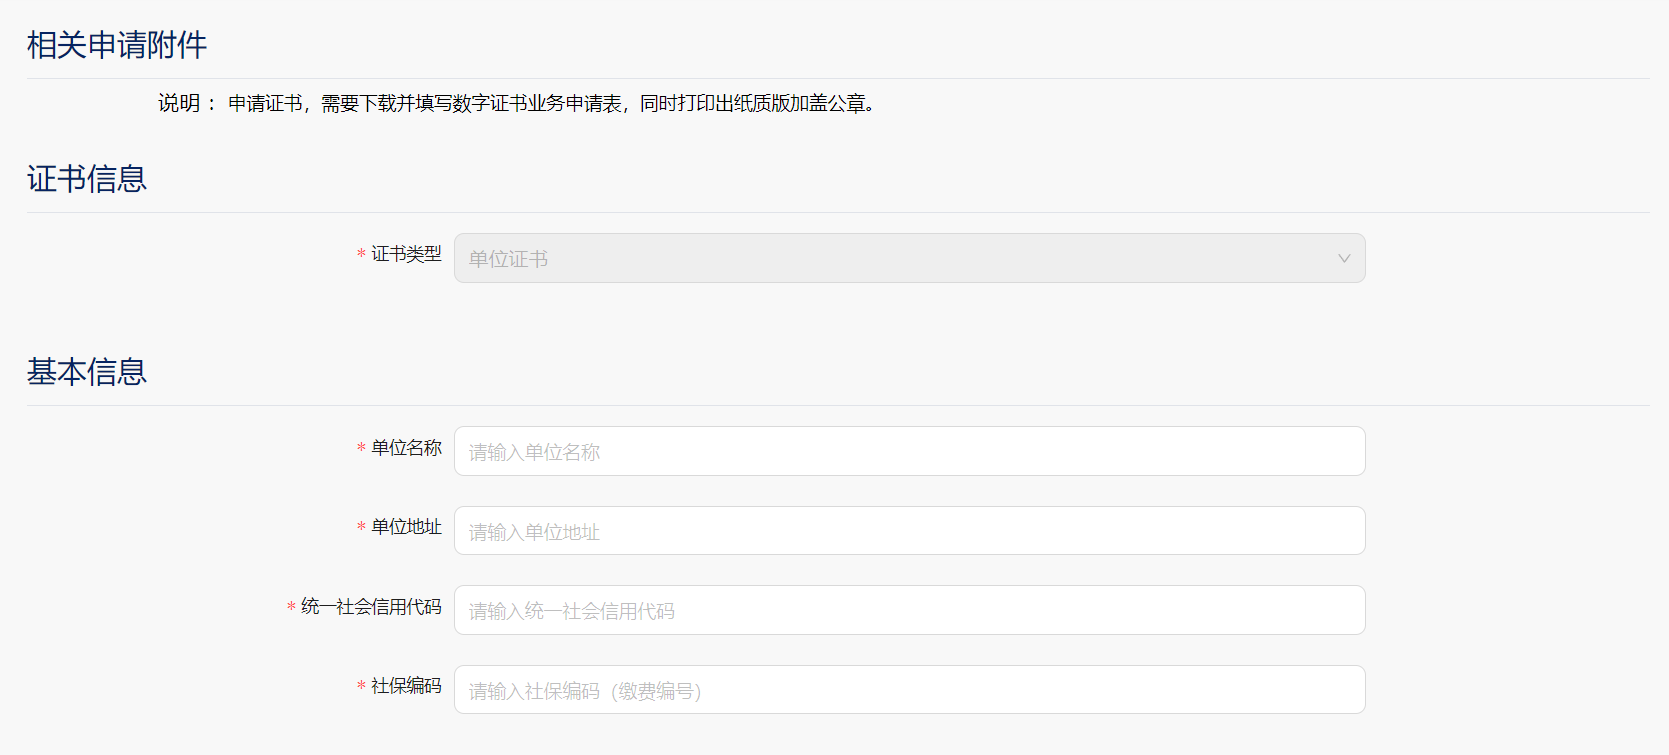 相关申请附件
说明 ： 申请证书，需要下载并填写数字证书业务申请表，同时打印出纸质版加盖公章。
证书信息
* 证书类型 单位证书
基本信息
* 单位名称 请输入单位名称
* 单位地址 请输入单位地址
* 统一社会信用代码 请输入统一社会信用代码
* 社保编码 请输入社保编码（缴费编号）